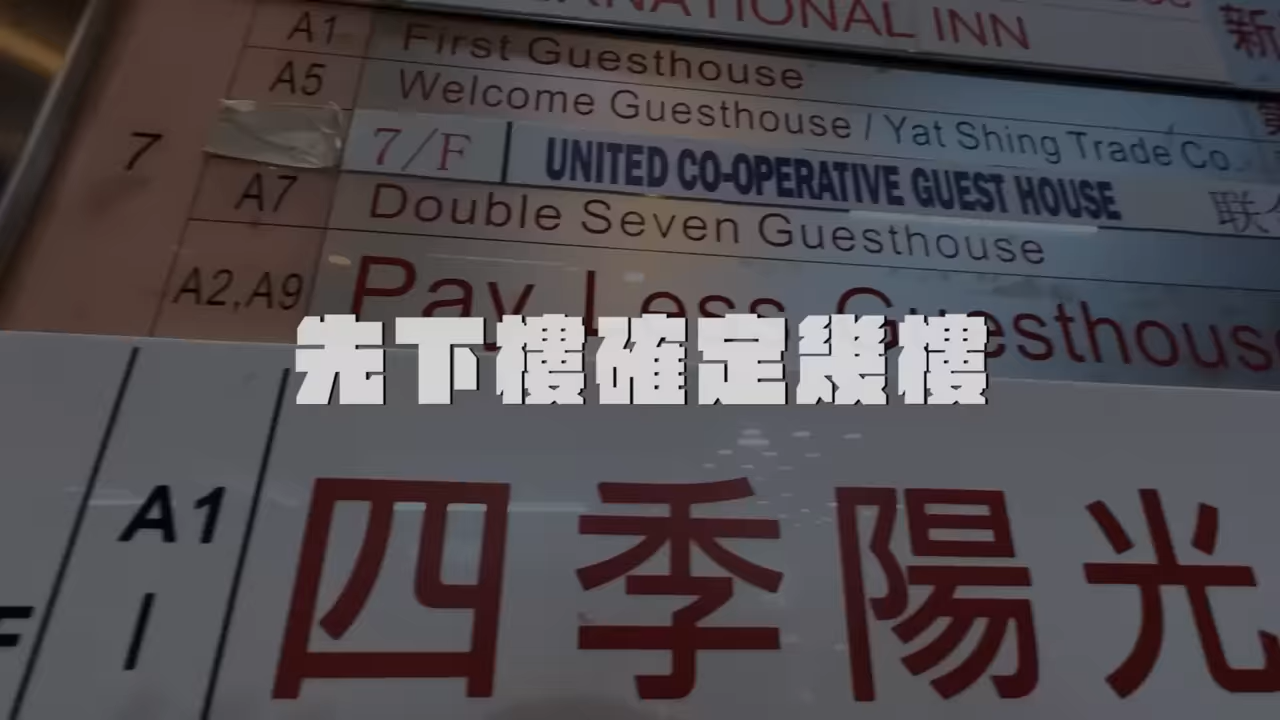 NATIONAL INN
新
A1 First Guesthouse
A5 Welcome Guesthouse / Yat Shing Trade Co.
7
7/F UNITED CO-OPERATIVE GUEST HOUSE 联
A7 Double Seven Guesthouse
A2,A9 Pay Less Guesthouse
先下樓確定幾樓
A1 四季陽光